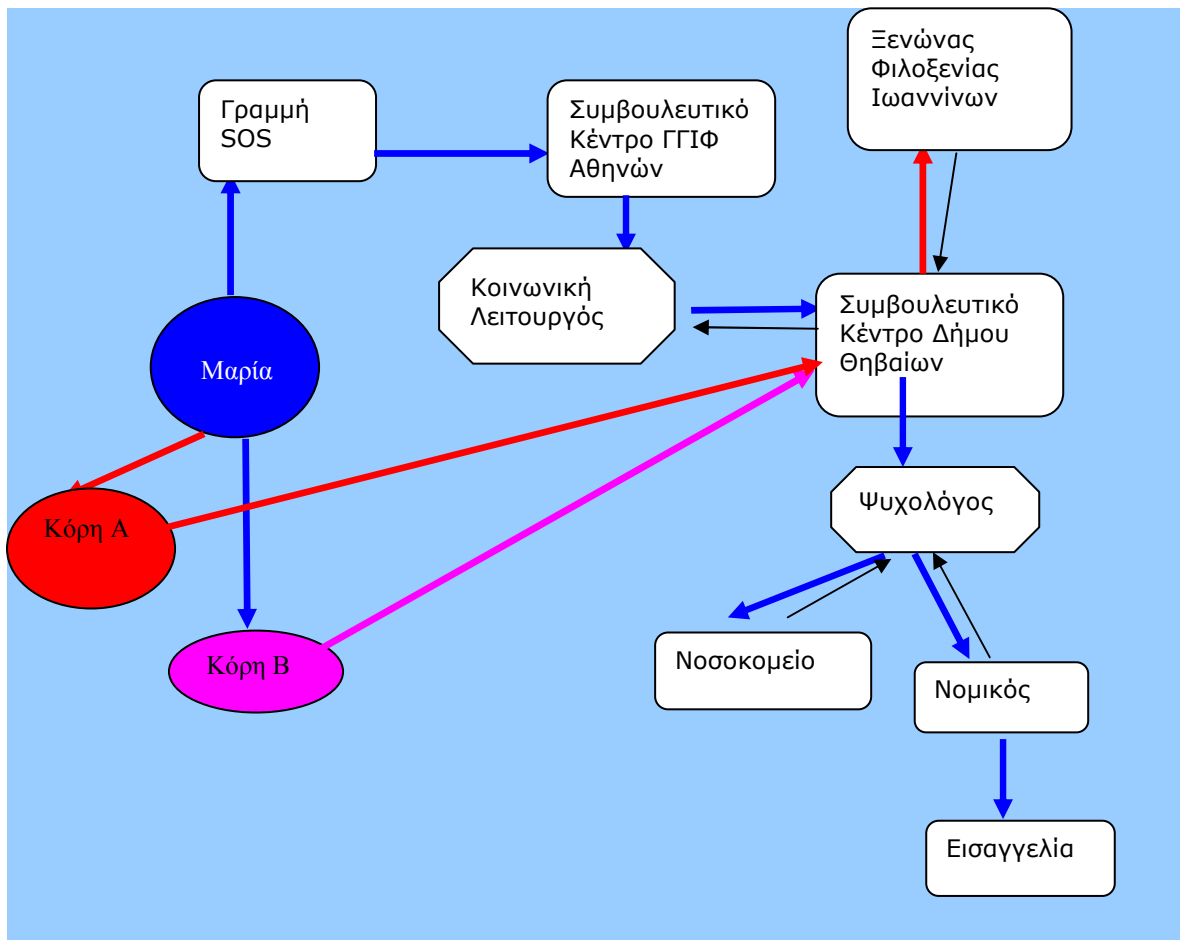 Ξενώνας
Φιλοξενίας
Ιωαννίνων
Γραμμή
SOS
Συμβουλευτικό
Κέντρο ΓΓΙΦ
Αθηνών
Κοινωνική
Λειτουργός
Συμβουλευτικό
Κέντρο Δήμου
Θηβαίων
Μαρία
Ψυχολόγος
Κόρη Α
Κόρη Β
Νοσοκομείο
Νομικός
Εισαγγελία